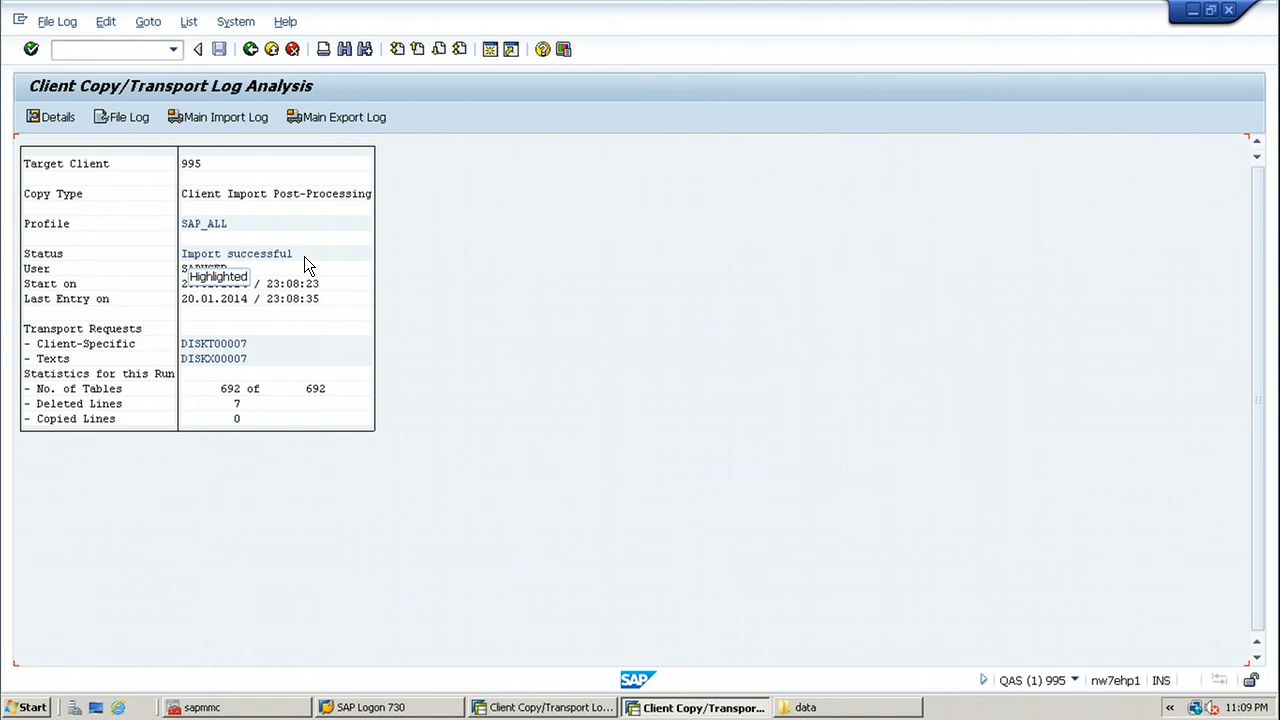 File Log Edit Goto List System Help
Client Copy/Transport Log Analysis
Details File Log Main Import Log Main Export Log
Target Client 995
Copy Type Client Import Post-Processing
Profile SAP_ALL
Status Import successful
User
Highlighted
Start on / 23:08:23
Last Entry on 20.01.2014 / 23:08:35
Transport Requests
- Client-Specific DISKT00007
- Texts DISKX00007
Statistics for this Run
- No. of Tables 692 of 692
- Deleted Lines 7
- Copied Lines 0
SAP QAS (1) 995 nw7ehp1 INS
Start sapmmc SAP Logon 730 Client Copy/Transport Lo... Client Copy/Transpor... data « 11:09 PM